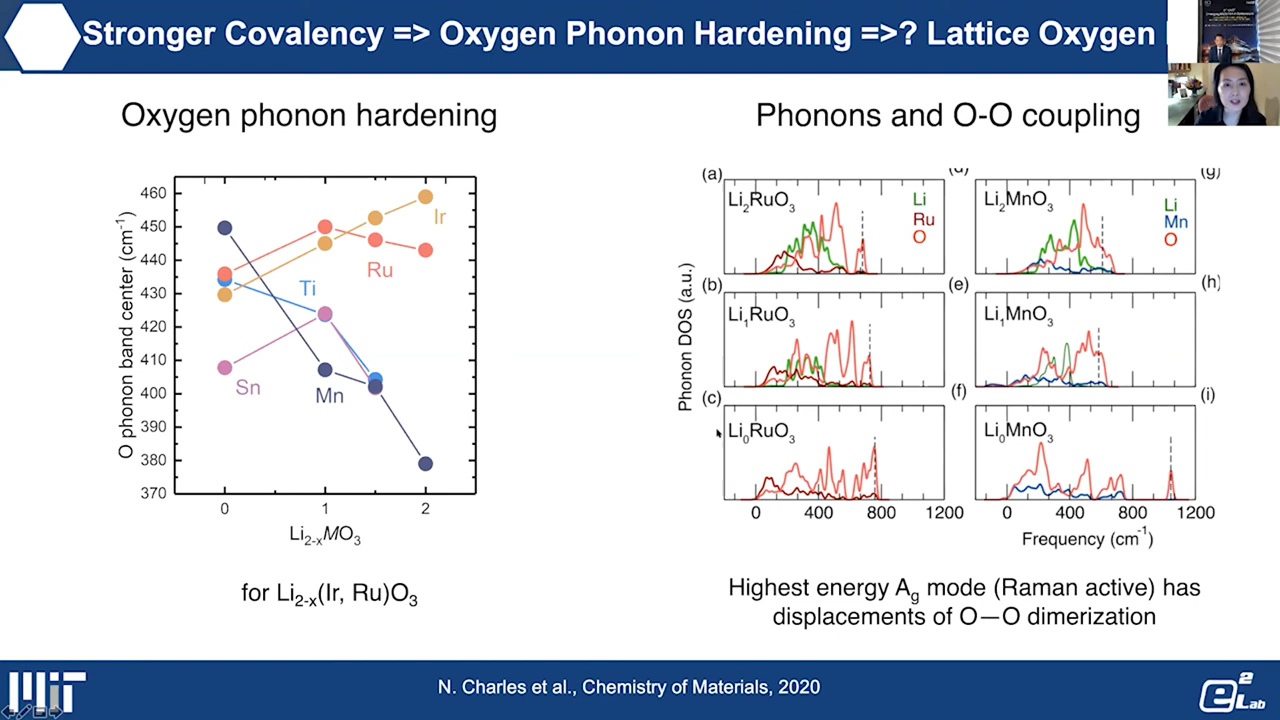 Stronger Covalency => Oxygen Phonon Hardening =>? Lattice Oxygen
Oxygen phonon hardening
Phonons and O-O coupling
O phonon band center (cm⁻¹)
460
450
440
430
420
410
400
390
380
370
Ir
Ru
Ti
Sn
Mn
0
1
2
Li₂₋ₓMO₃
for Li₂₋ₓ(Ir, Ru)O₃
Phonon DOS (a.u.)
(a)
Li₂RuO₃
Li
Ru
O
(d)
Li₂MnO₃
Li
Mn
O
(g)
(b)
Li₁RuO₃
(e)
Li₁MnO₃
(h)
(c)
Li₀RuO₃
(f)
Li₀MnO₃
(i)
0 400 800 1200
0 400 800 1200
Frequency (cm⁻¹)
Highest energy A_g mode (Raman active) has
displacements of O—O dimerization
MIT
N. Charles et al., Chemistry of Materials, 2020
e² Lab